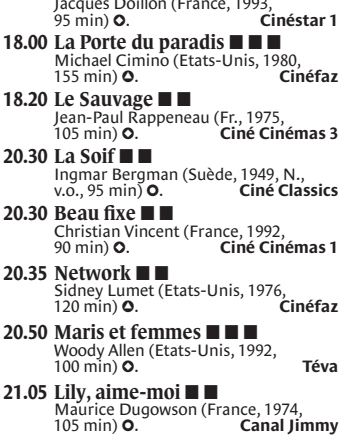 Jacques Doillon (France, 1993,
95 min) ✪. Cinéstar 1
18.00 La Porte du paradis ■ ■ ■
Michael Cimino (Etats-Unis, 1980,
155 min) ✪. Cinéfaz
18.20 Le Sauvage ■ ■
Jean-Paul Rappeneau (Fr., 1975,
105 min) ✪. Ciné Cinémas 3
20.30 La Soif ■ ■
Ingmar Bergman (Suède, 1949, N.,
v.o., 95 min) ✪. Ciné Classics
20.30 Beau fixe ■ ■
Christian Vincent (France, 1992,
90 min) ✪. Ciné Cinémas 1
20.35 Network ■ ■
Sidney Lumet (Etats-Unis, 1976,
120 min) ✪. Cinéfaz
20.50 Maris et femmes ■ ■ ■
Woody Allen (Etats-Unis, 1992,
100 min) ✪. Téva
21.05 Lily, aime-moi ■ ■
Maurice Dugowson (France, 1974,
105 min) ✪. Canal Jimmy